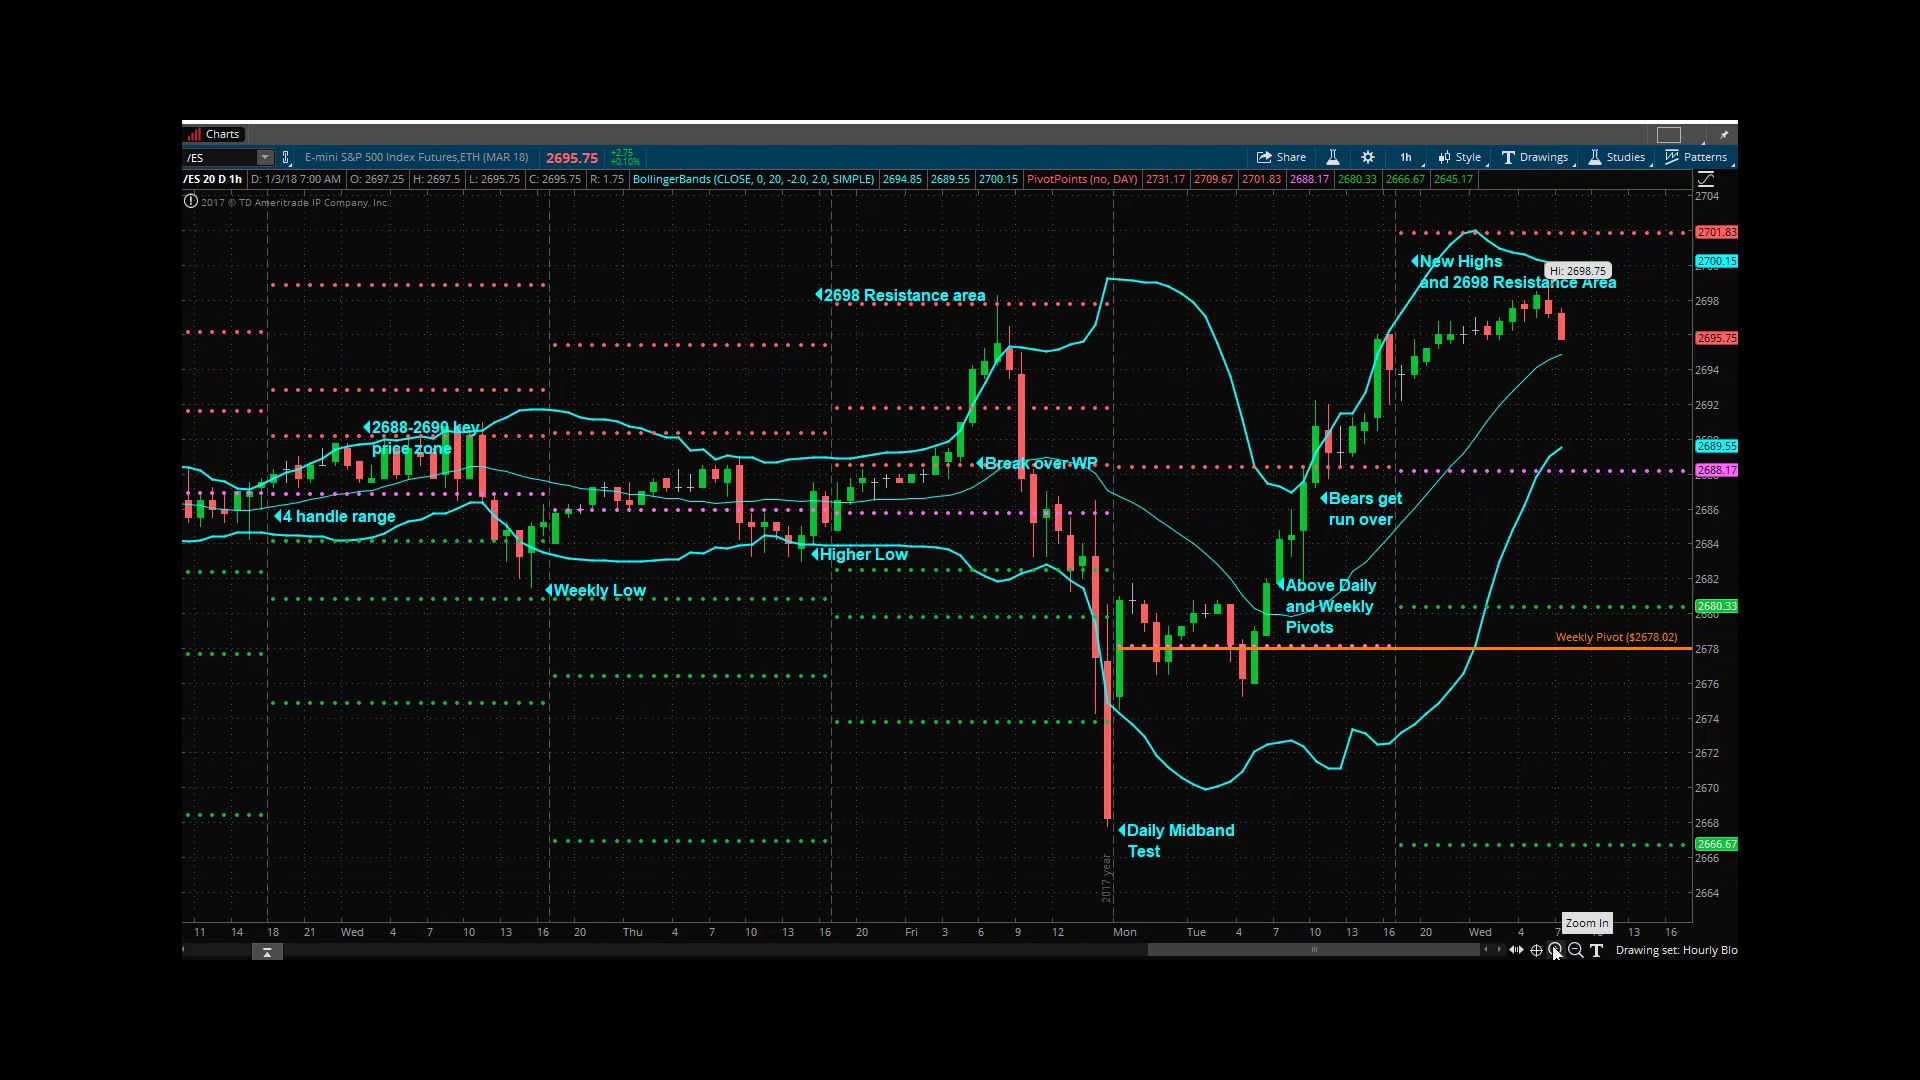 Charts
/ES
E-mini S&P 500 Index Futures,ETH (MAR 18)
2695.75
+2.75
+0.10%
Share
1h
Style
Drawings
Studies
Patterns
/ES 20 D 1h
D: 1/3/18 7:00 AM
O: 2697.25
H: 2697.5
L: 2695.75
C: 2695.75
R: 1.75
BollingerBands (CLOSE, 0, 20, -2.0, 2.0, SIMPLE)
2694.85
2689.55
2700.15
PivotPoints (no, DAY)
2731.17
2709.67
2701.83
2688.17
2680.33
2666.67
2645.17
2017 © TD Ameritrade IP Company, Inc.
2704
2701.83
2700.15
New Highs
and 2698 Resistance Area
Hi: 2698.75
2698 Resistance area
2698
2695.75
2694
2692
2688-2690 key
price zone
2689.55
Break over WP
2688.17
Bears get
run over
4 handle range
2686
2684
Higher Low
2682
Weekly Low
Above Daily
and Weekly
Pivots
2680.33
Weekly Pivot ($2678.02)
2678
2676
2674
2672
2670
2668
Daily Midband
Test
2666.67
2666
2017 year
2664
11 14 18 21 Wed 4 7 10 13 16 20 Thu 4 7 10 13 16 20 Fri 3 6 9 12 Mon Tue 4 7 10 13 16 20 Wed 4 7 13 16
Zoom In
Drawing set: Hourly Blo